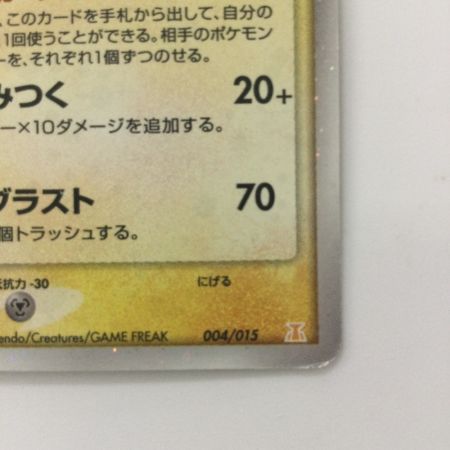 、このカードを手札から出して、自分の
1回使うことができる。相手のポケモン
ーを、それぞれ1個ずつのせる。
みつく 20+
ー×10ダメージを追加する。
ブラスト 70
個トラッシュする。
抵抗力 -30 にげる
endo/Creatures/GAME FREAK 004/015